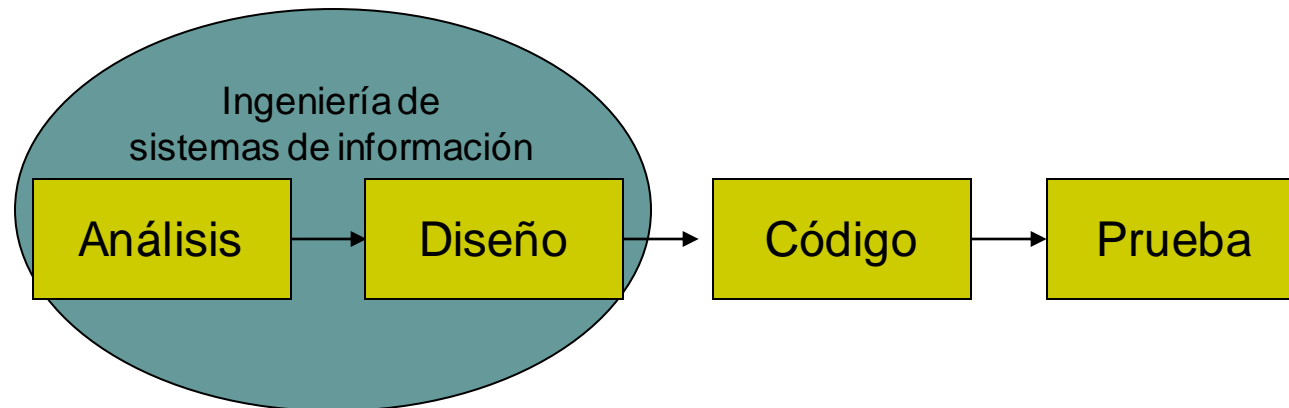 Ingeniería de
sistemas de información
Análisis
Diseño
Código
Prueba